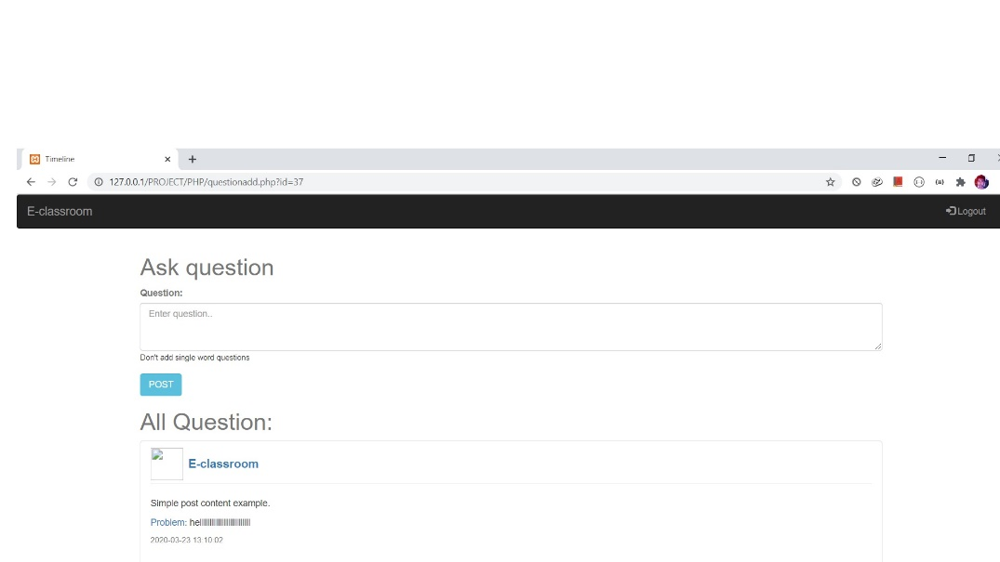 Timeline
127.0.0.1/PROJECT/PHP/questionadd.php?id=37
E-classroom
Logout
Ask question
Question:
Enter question..
Don't add single word questions
POST
All Question:
E-classroom
Simple post content example.
Problem:
2020-03-23 13:10:02